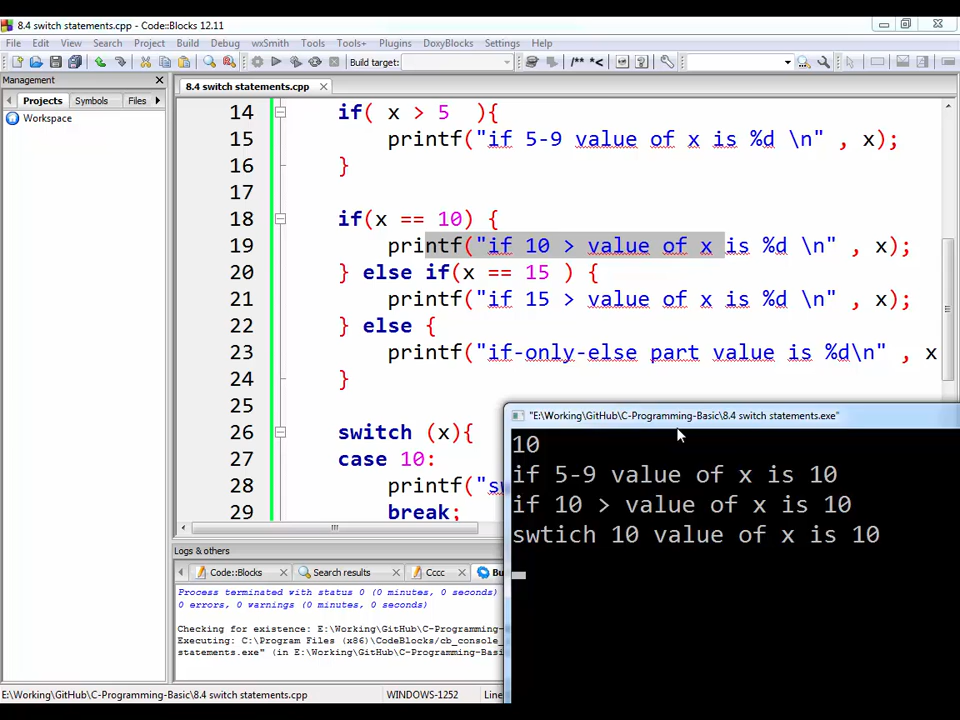 8.4 switch statements.cpp - Code::Blocks 12.11
File Edit View Search Project Build Debug wxSmith Tools Tools+ Plugins DoxyBlocks Settings Help
Build target:
/** *<
Management
Projects Symbols Files
Workspace
8.4 switch statements.cpp
14 if( x > 5 ){
15 printf("if 5-9 value of x is %d \n" , x);
16 }
17
18 if(x == 10) {
19 printf("if 10 > value of x is %d \n" , x);
20 } else if(x == 15 ) {
21 printf("if 15 > value of x is %d \n" , x);
22 } else {
23 printf("if-only-else part value is %d\n" , x
24 }
25
26 switch (x){
27 case 10:
28 printf("sw
29 break;
"E:\Working\GitHub\C-Programming-Basic\8.4 switch statements.exe"
10
if 5-9 value of x is 10
if 10 > value of x is 10
swtich 10 value of x is 10
Logs & others
Code::Blocks Search results Cccc Bu
Process terminated with status 0 (0 minutes, 0 seconds)
0 errors, 0 warnings (0 minutes, 0 seconds)
Checking for existence: E:\Working\GitHub\C-Programming-
Executing: C:\Program Files (x86)\CodeBlocks/cb_console_
statements.exe" (in E:\Working\GitHub\C-Programming-Basi
E:\Working\GitHub\C-Programming-Basic\8.4 switch statements.cpp WINDOWS-1252 Line